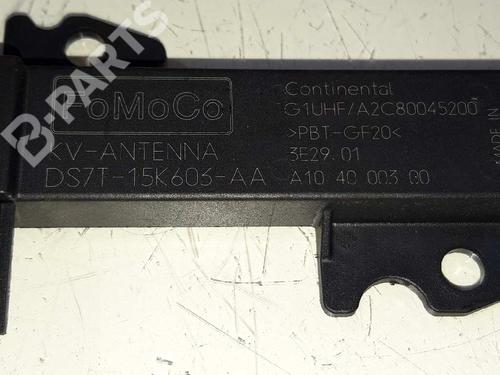 FoMoCo
KV-ANTENNA
DS7T-15K603-AA
Continental
G1UHF/A2C80045200
>PBT-GF20<
3E29.01
A10 40 003 00
MADE IN
B-PARTS